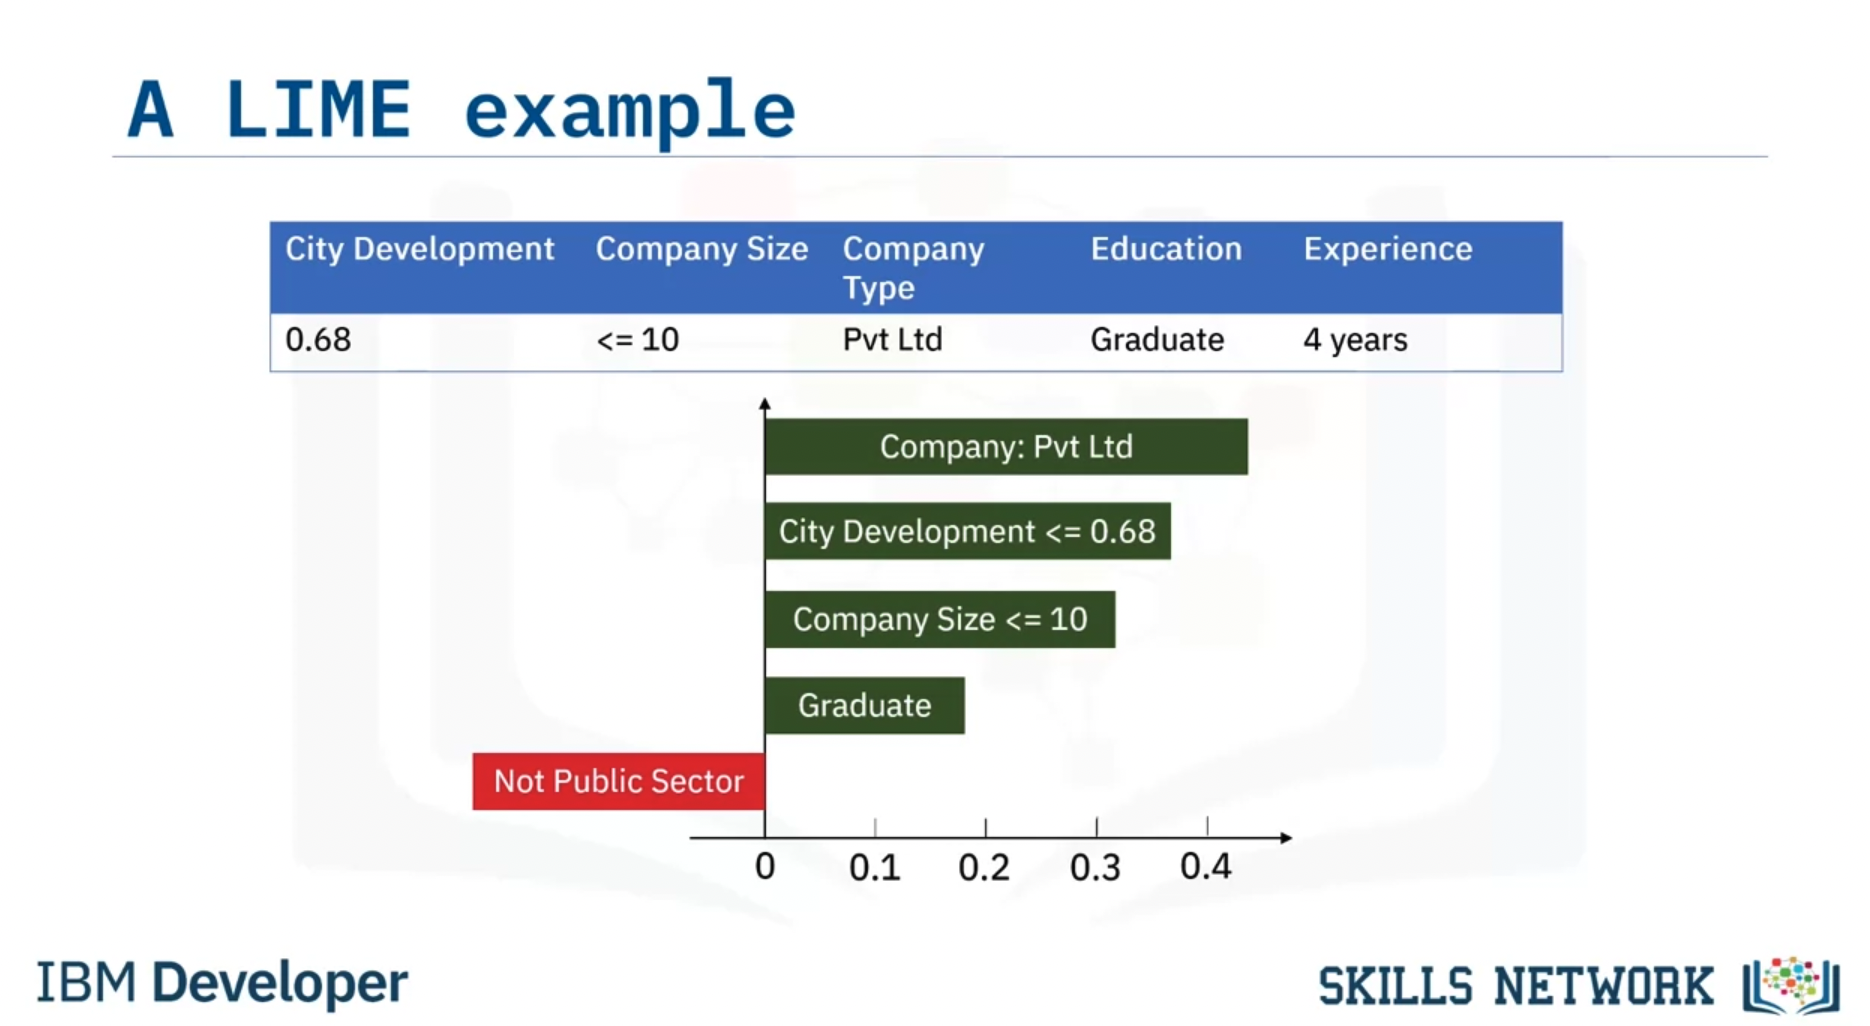 A LIME example
City Development Company Size Company Education Experience
Type
0.68 <= 10 Pvt Ltd Graduate 4 years
Company: Pvt Ltd
City Development <= 0.68
Company Size <= 10
Graduate
Not Public Sector
0 0.1 0.2 0.3 0.4
IBM Developer
SKILLS NETWORK